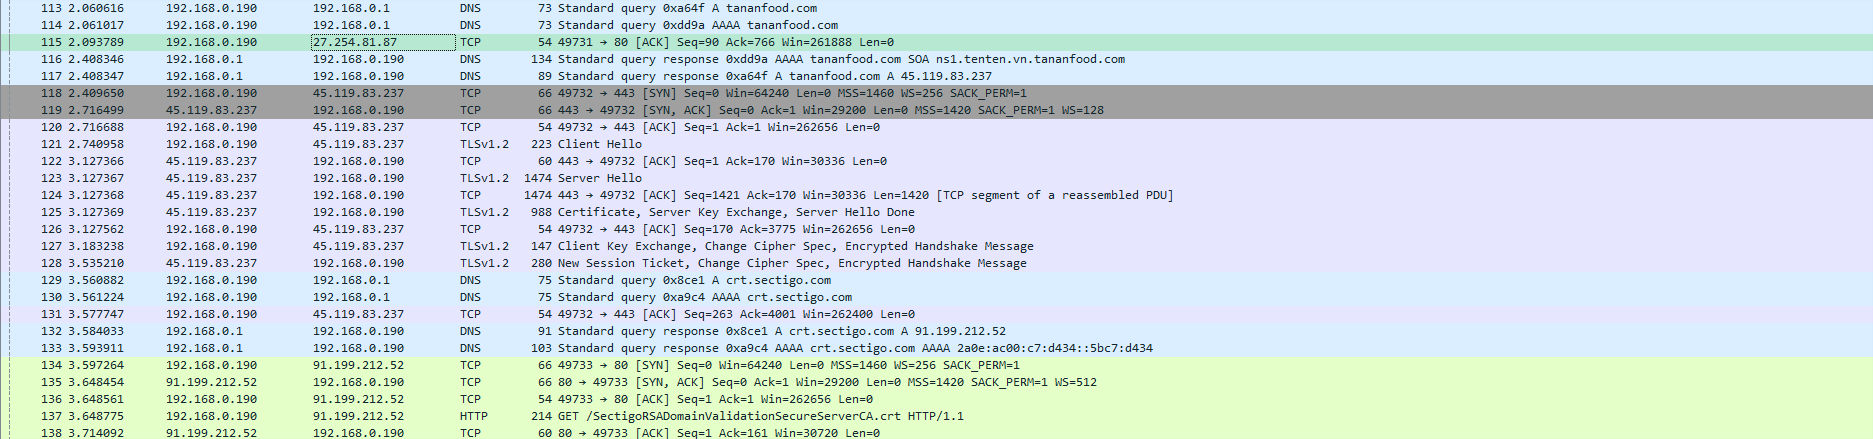 113 2.060616 192.168.0.190 192.168.0.1 DNS 73 Standard query 0xa64f A tananfood.com
114 2.061017 192.168.0.190 192.168.0.1 DNS 73 Standard query 0xdd9a AAAA tananfood.com
115 2.093789 192.168.0.190 27.254.81.87 TCP 54 49731 → 80 [ACK] Seq=90 Ack=766 Win=261888 Len=0
116 2.408346 192.168.0.1 192.168.0.190 DNS 134 Standard query response 0xdd9a AAAA tananfood.com SOA ns1.tenten.vn.tananfood.com
117 2.408347 192.168.0.1 192.168.0.190 DNS 89 Standard query response 0xa64f A tananfood.com A 45.119.83.237
118 2.409650 192.168.0.190 45.119.83.237 TCP 66 49732 → 443 [SYN] Seq=0 Win=64240 Len=0 MSS=1460 WS=256 SACK_PERM=1
119 2.716499 45.119.83.237 192.168.0.190 TCP 66 443 → 49732 [SYN, ACK] Seq=0 Ack=1 Win=29200 Len=0 MSS=1420 SACK_PERM=1 WS=128
120 2.716688 192.168.0.190 45.119.83.237 TCP 54 49732 → 443 [ACK] Seq=1 Ack=1 Win=262656 Len=0
121 2.740958 192.168.0.190 45.119.83.237 TLSv1.2 223 Client Hello
122 3.127366 45.119.83.237 192.168.0.190 TCP 60 443 → 49732 [ACK] Seq=1 Ack=170 Win=30336 Len=0
123 3.127367 45.119.83.237 192.168.0.190 TLSv1.2 1474 Server Hello
124 3.127368 45.119.83.237 192.168.0.190 TCP 1474 443 → 49732 [ACK] Seq=1421 Ack=170 Win=30336 Len=1420 [TCP segment of a reassembled PDU]
125 3.127369 45.119.83.237 192.168.0.190 TLSv1.2 988 Certificate, Server Key Exchange, Server Hello Done
126 3.127562 192.168.0.190 45.119.83.237 TCP 54 49732 → 443 [ACK] Seq=170 Ack=3775 Win=262656 Len=0
127 3.183238 192.168.0.190 45.119.83.237 TLSv1.2 147 Client Key Exchange, Change Cipher Spec, Encrypted Handshake Message
128 3.535210 45.119.83.237 192.168.0.190 TLSv1.2 280 New Session Ticket, Change Cipher Spec, Encrypted Handshake Message
129 3.560882 192.168.0.190 192.168.0.1 DNS 75 Standard query 0x8ce1 A crt.sectigo.com
130 3.561224 192.168.0.190 192.168.0.1 DNS 75 Standard query 0xa9c4 AAAA crt.sectigo.com
131 3.577747 192.168.0.190 45.119.83.237 TCP 54 49732 → 443 [ACK] Seq=263 Ack=4001 Win=262400 Len=0
132 3.584033 192.168.0.1 192.168.0.190 DNS 91 Standard query response 0x8ce1 A crt.sectigo.com A 91.199.212.52
133 3.593911 192.168.0.1 192.168.0.190 DNS 103 Standard query response 0xa9c4 AAAA crt.sectigo.com AAAA 2a0e:ac00:c7:d434::5bc7:d434
134 3.597264 192.168.0.190 91.199.212.52 TCP 66 49733 → 80 [SYN] Seq=0 Win=64240 Len=0 MSS=1460 WS=256 SACK_PERM=1
135 3.648454 91.199.212.52 192.168.0.190 TCP 66 80 → 49733 [SYN, ACK] Seq=0 Ack=1 Win=29200 Len=0 MSS=1420 SACK_PERM=1 WS=512
136 3.648561 192.168.0.190 91.199.212.52 TCP 54 49733 → 80 [ACK] Seq=1 Ack=1 Win=262656 Len=0
137 3.648775 192.168.0.190 91.199.212.52 HTTP 214 GET /SectigoRSADomainValidationSecureServerCA.crt HTTP/1.1
138 3.714092 91.199.212.52 192.168.0.190 TCP 60 80 → 49733 [ACK] Seq=1 Ack=161 Win=30720 Len=0